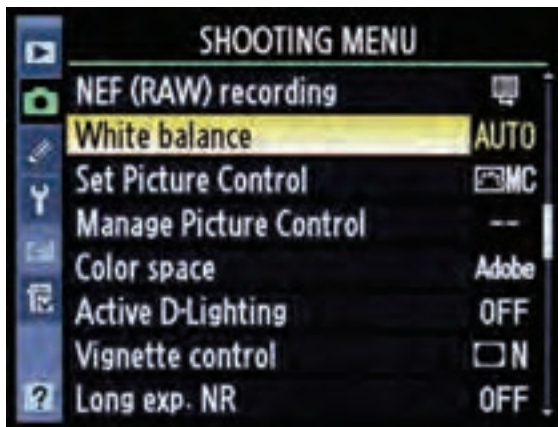 SHOOTING MENU
NEF (RAW) recording
White balance AUTO
Set Picture Control MC
Manage Picture Control --
Color space Adobe
Active D-Lighting OFF
Vignette control N
Long exp. NR OFF
?